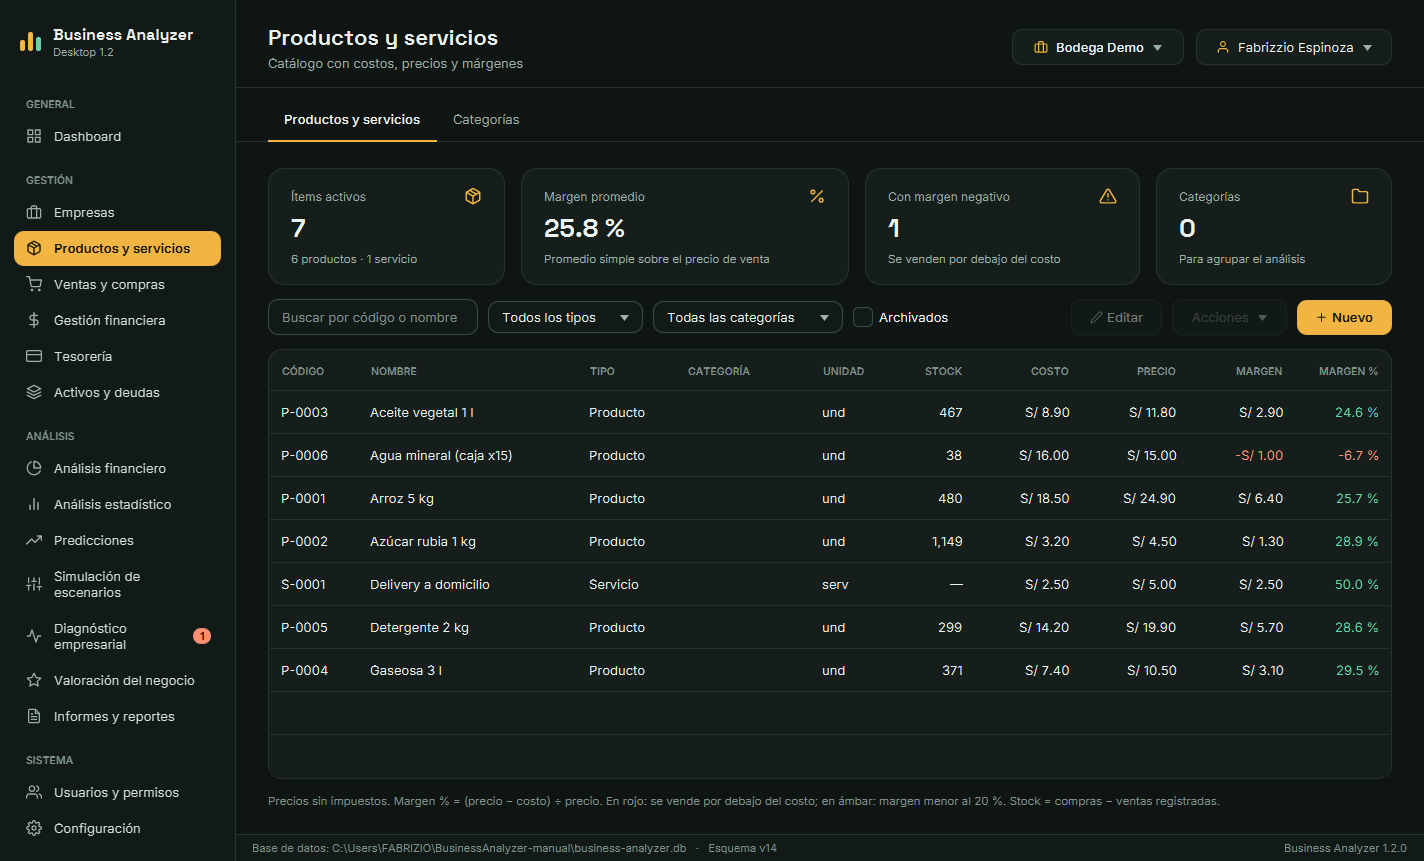 Business Analyzer
Desktop 1.2
GENERAL
Dashboard
GESTIÓN
Empresas
Productos y servicios
Ventas y compras
Gestión financiera
Tesorería
Activos y deudas
ANÁLISIS
Análisis financiero
Análisis estadístico
Predicciones
Simulación de
escenarios
Diagnóstico
empresarial 1
Valoración del negocio
Informes y reportes
SISTEMA
Usuarios y permisos
Configuración
Productos y servicios
Catálogo con costos, precios y márgenes
Bodega Demo
Fabrizzio Espinoza
Productos y servicios Categorías
Ítems activos
7
6 productos · 1 servicio
Margen promedio
25.8 %
Promedio simple sobre el precio de venta
Con margen negativo
1
Se venden por debajo del costo
Categorías
0
Para agrupar el análisis
Buscar por código o nombre Todos los tipos Todas las categorías Archivados Editar Acciones + Nuevo
CÓDIGO NOMBRE TIPO CATEGORÍA UNIDAD STOCK COSTO PRECIO MARGEN MARGEN %
P-0003 Aceite vegetal 1 l Producto und 467 S/ 8.90 S/ 11.80 S/ 2.90 24.6 %
P-0006 Agua mineral (caja x15) Producto und 38 S/ 16.00 S/ 15.00 -S/ 1.00 -6.7 %
P-0001 Arroz 5 kg Producto und 480 S/ 18.50 S/ 24.90 S/ 6.40 25.7 %
P-0002 Azúcar rubia 1 kg Producto und 1,149 S/ 3.20 S/ 4.50 S/ 1.30 28.9 %
S-0001 Delivery a domicilio Servicio serv — S/ 2.50 S/ 5.00 S/ 2.50 50.0 %
P-0005 Detergente 2 kg Producto und 299 S/ 14.20 S/ 19.90 S/ 5.70 28.6 %
P-0004 Gaseosa 3 l Producto und 371 S/ 7.40 S/ 10.50 S/ 3.10 29.5 %
Precios sin impuestos. Margen % = (precio − costo) ÷ precio. En rojo: se vende por debajo del costo; en ámbar: margen menor al 20 %. Stock = compras − ventas registradas.
Base de datos: C:\Users\FABRIZIO\BusinessAnalyzer-manual\business-analyzer.db · Esquema v14
Business Analyzer 1.2.0